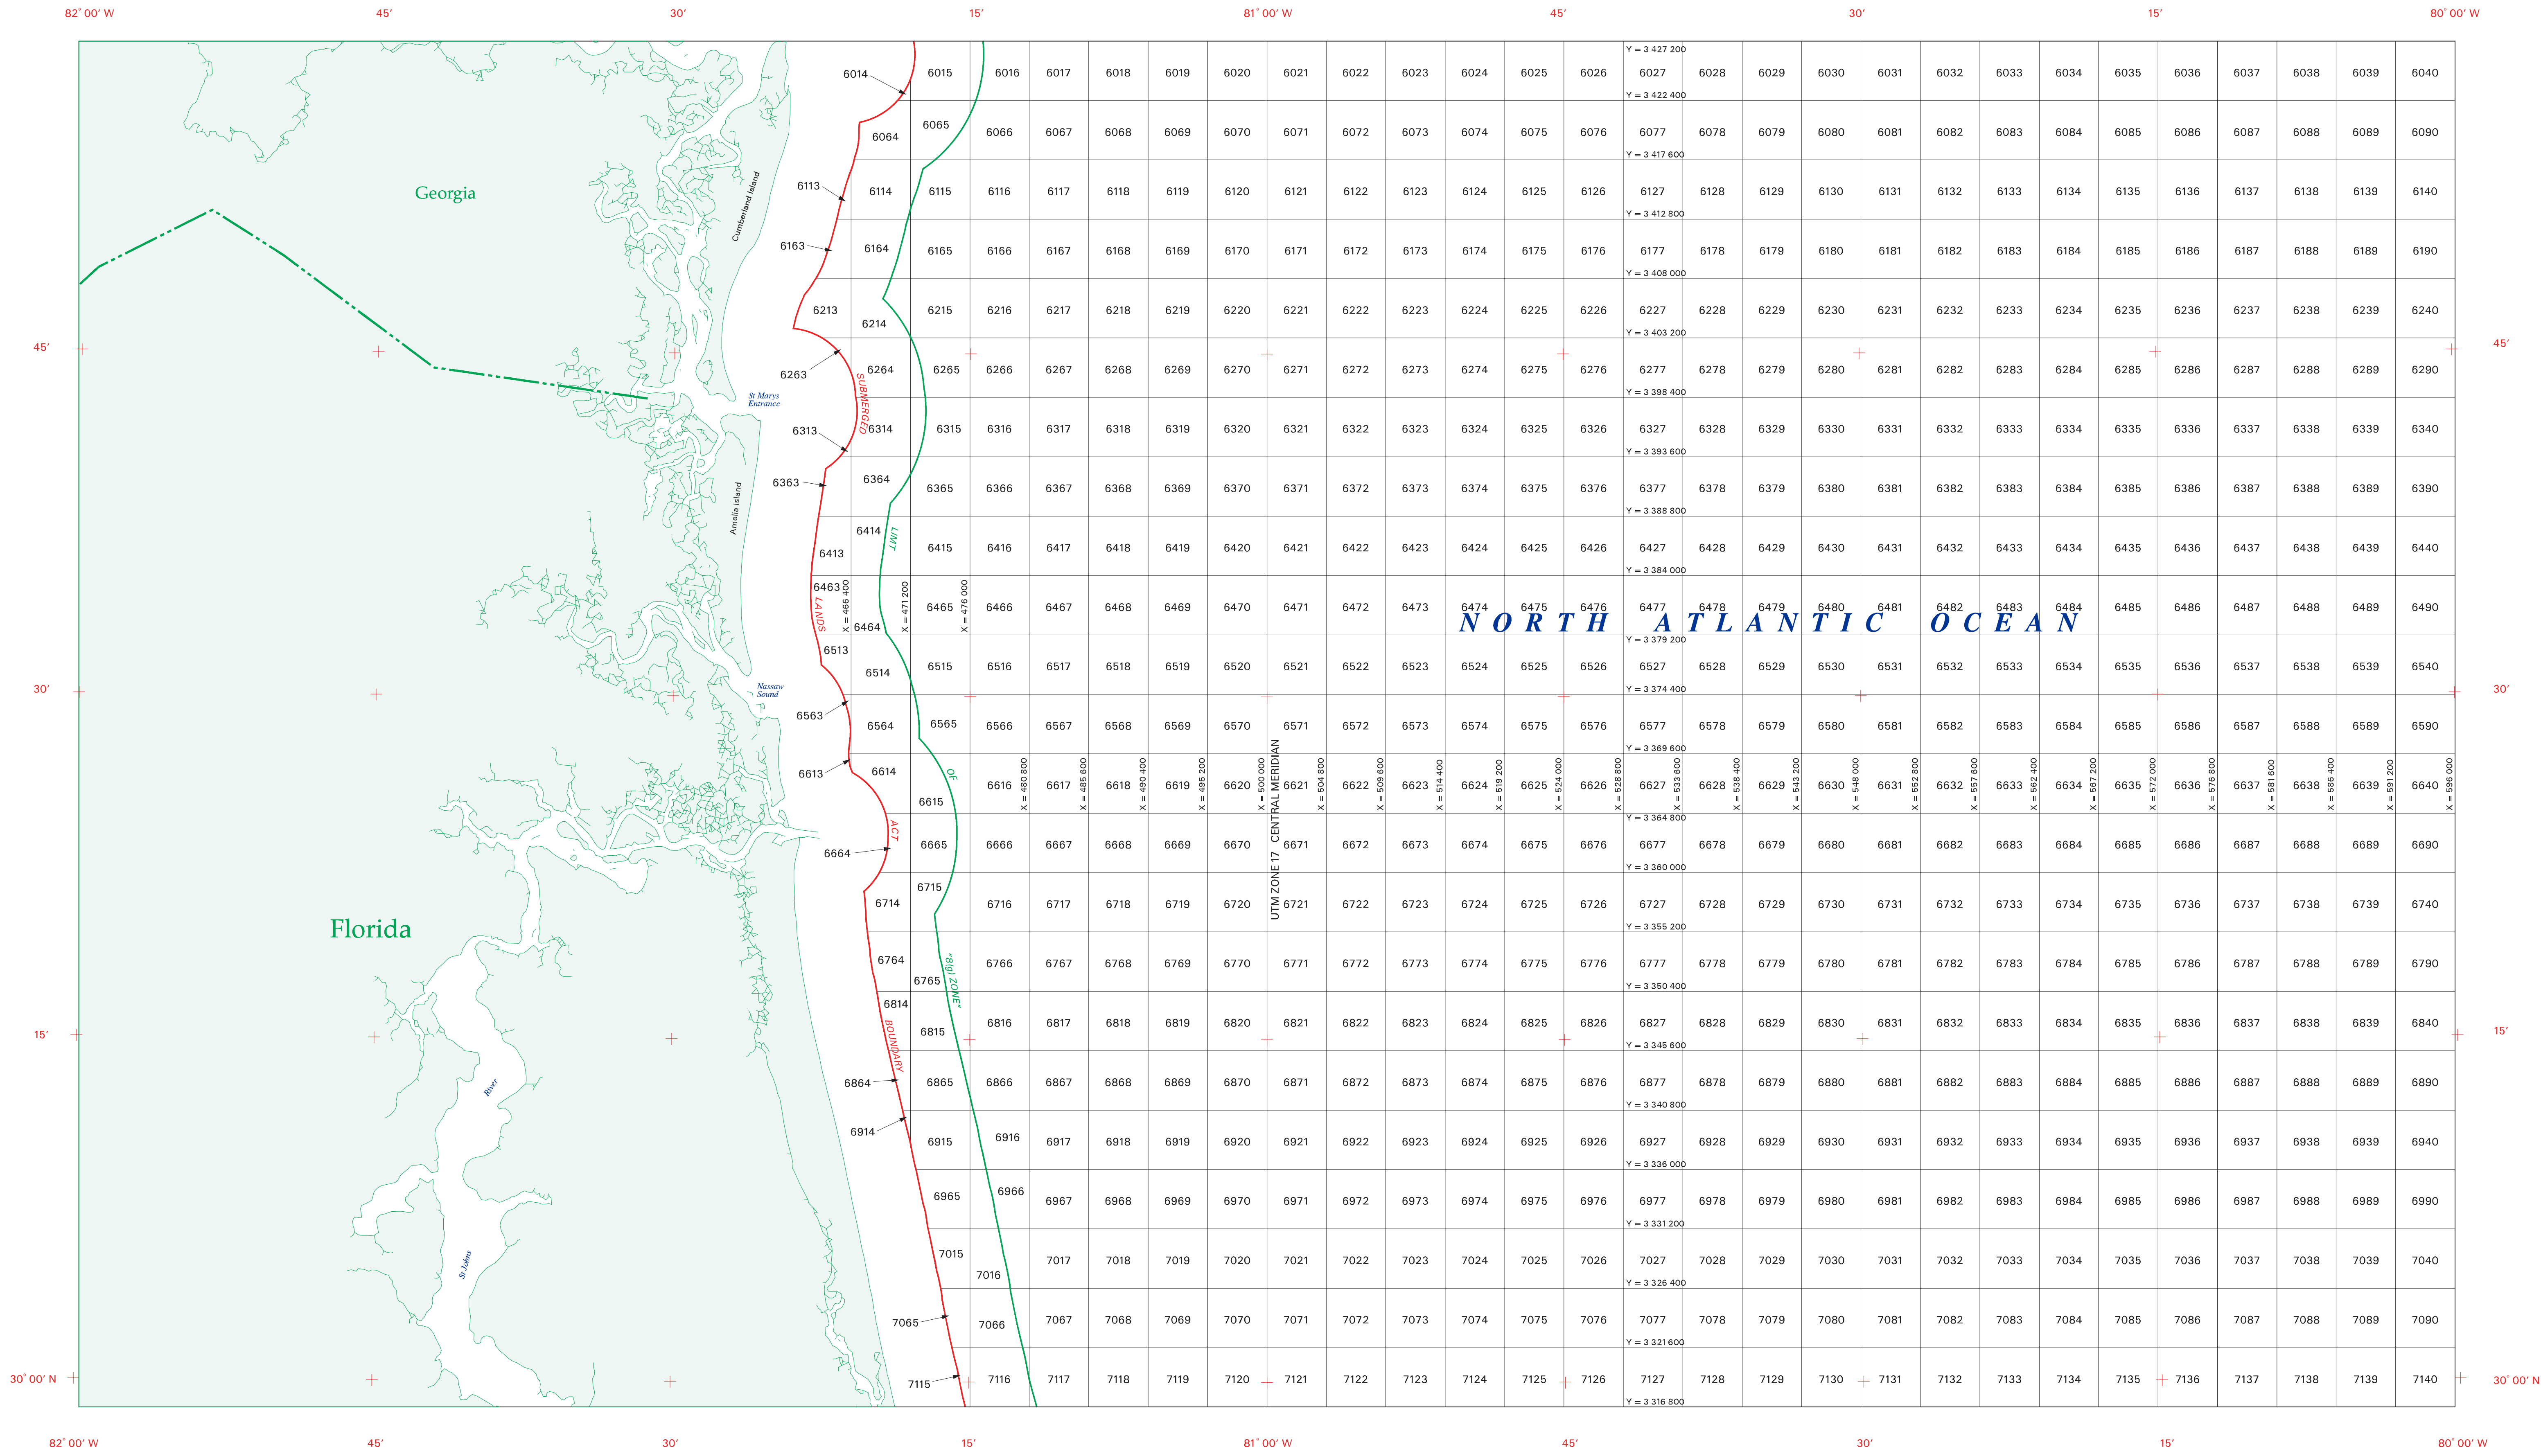 82° 00′ W 45′ 30′ 15′ 81° 00′ W 45′ 30′ 15′ 80° 00′ W
Y = 3 427 200
6014 6015 6016 6017 6018 6019 6020 6021 6022 6023 6024 6025 6026 6027 6028 6029 6030 6031 6032 6033 6034 6035 6036 6037 6038 6039 6040
Y = 3 422 400
6064 6065 6066 6067 6068 6069 6070 6071 6072 6073 6074 6075 6076 6077 6078 6079 6080 6081 6082 6083 6084 6085 6086 6087 6088 6089 6090
Y = 3 417 600
Georgia
Cumberland Island
6113 6114 6115 6116 6117 6118 6119 6120 6121 6122 6123 6124 6125 6126 6127 6128 6129 6130 6131 6132 6133 6134 6135 6136 6137 6138 6139 6140
Y = 3 412 800
6163 6164 6165 6166 6167 6168 6169 6170 6171 6172 6173 6174 6175 6176 6177 6178 6179 6180 6181 6182 6183 6184 6185 6186 6187 6188 6189 6190
Y = 3 408 000
6213 6214 6215 6216 6217 6218 6219 6220 6221 6222 6223 6224 6225 6226 6227 6228 6229 6230 6231 6232 6233 6234 6235 6236 6237 6238 6239 6240
Y = 3 403 200
45′ 45′
6263 6264 6265 6266 6267 6268 6269 6270 6271 6272 6273 6274 6275 6276 6277 6278 6279 6280 6281 6282 6283 6284 6285 6286 6287 6288 6289 6290
Y = 3 398 400
St Marys
Entrance
SUBMERGED
6313 6314 6315 6316 6317 6318 6319 6320 6321 6322 6323 6324 6325 6326 6327 6328 6329 6330 6331 6332 6333 6334 6335 6336 6337 6338 6339 6340
Y = 3 393 600
6363 6364 6365 6366 6367 6368 6369 6370 6371 6372 6373 6374 6375 6376 6377 6378 6379 6380 6381 6382 6383 6384 6385 6386 6387 6388 6389 6390
Y = 3 388 800
Amelia Island
LIMT
6413 6414 6415 6416 6417 6418 6419 6420 6421 6422 6423 6424 6425 6426 6427 6428 6429 6430 6431 6432 6433 6434 6435 6436 6437 6438 6439 6440
Y = 3 384 000
6463 6464 6465 6466 6467 6468 6469 6470 6471 6472 6473 6474 6475 6476 6477 6478 6479 6480 6481 6482 6483 6484 6485 6486 6487 6488 6489 6490
LANDS
X = 466 400 X = 471 200 X = 476 000
NORTH ATLANTIC OCEAN
Y = 3 379 200
6513 6514 6515 6516 6517 6518 6519 6520 6521 6522 6523 6524 6525 6526 6527 6528 6529 6530 6531 6532 6533 6534 6535 6536 6537 6538 6539 6540
Y = 3 374 400
30′ 30′
Nassaw
Sound
6563 6564 6565 6566 6567 6568 6569 6570 6571 6572 6573 6574 6575 6576 6577 6578 6579 6580 6581 6582 6583 6584 6585 6586 6587 6588 6589 6590
Y = 3 369 600
6613 6614 6615 6616 6617 6618 6619 6620 6621 6622 6623 6624 6625 6626 6627 6628 6629 6630 6631 6632 6633 6634 6635 6636 6637 6638 6639 6640
OF
X = 480 800 X = 485 600 X = 490 400 X = 495 200 X = 500 000 X = 504 800 X = 509 600 X = 514 400 X = 519 200 X = 524 000 X = 528 800 X = 533 600 X = 538 400 X = 543 200 X = 548 000 X = 552 800 X = 557 600 X = 562 400 X = 567 200 X = 572 000 X = 576 800 X = 581 600 X = 586 400 X = 591 200 X = 596 000
UTM ZONE 17 CENTRAL MERIDIAN
Y = 3 364 800
ACT
6664 6665 6666 6667 6668 6669 6670 6671 6672 6673 6674 6675 6676 6677 6678 6679 6680 6681 6682 6683 6684 6685 6686 6687 6688 6689 6690
Y = 3 360 000
6714 6715 6716 6717 6718 6719 6720 6721 6722 6723 6724 6725 6726 6727 6728 6729 6730 6731 6732 6733 6734 6735 6736 6737 6738 6739 6740
Florida
Y = 3 355 200
6764 6765 6766 6767 6768 6769 6770 6771 6772 6773 6774 6775 6776 6777 6778 6779 6780 6781 6782 6783 6784 6785 6786 6787 6788 6789 6790
"8(g) ZONE"
Y = 3 350 400
6814 6815 6816 6817 6818 6819 6820 6821 6822 6823 6824 6825 6826 6827 6828 6829 6830 6831 6832 6833 6834 6835 6836 6837 6838 6839 6840
15′ 15′
BOUNDARY
Y = 3 345 600
6864 6865 6866 6867 6868 6869 6870 6871 6872 6873 6874 6875 6876 6877 6878 6879 6880 6881 6882 6883 6884 6885 6886 6887 6888 6889 6890
River
Y = 3 340 800
6914 6915 6916 6917 6918 6919 6920 6921 6922 6923 6924 6925 6926 6927 6928 6929 6930 6931 6932 6933 6934 6935 6936 6937 6938 6939 6940
Y = 3 336 000
6965 6966 6967 6968 6969 6970 6971 6972 6973 6974 6975 6976 6977 6978 6979 6980 6981 6982 6983 6984 6985 6986 6987 6988 6989 6990
Y = 3 331 200
St Johns
7015 7016 7017 7018 7019 7020 7021 7022 7023 7024 7025 7026 7027 7028 7029 7030 7031 7032 7033 7034 7035 7036 7037 7038 7039 7040
Y = 3 326 400
7065 7066 7067 7068 7069 7070 7071 7072 7073 7074 7075 7076 7077 7078 7079 7080 7081 7082 7083 7084 7085 7086 7087 7088 7089 7090
Y = 3 321 600
30° 00′ N 30° 00′ N
7115 7116 7117 7118 7119 7120 7121 7122 7123 7124 7125 7126 7127 7128 7129 7130 7131 7132 7133 7134 7135 7136 7137 7138 7139 7140
Y = 3 316 800
82° 00′ W 45′ 30′ 15′ 81° 00′ W 45′ 30′ 15′ 80° 00′ W